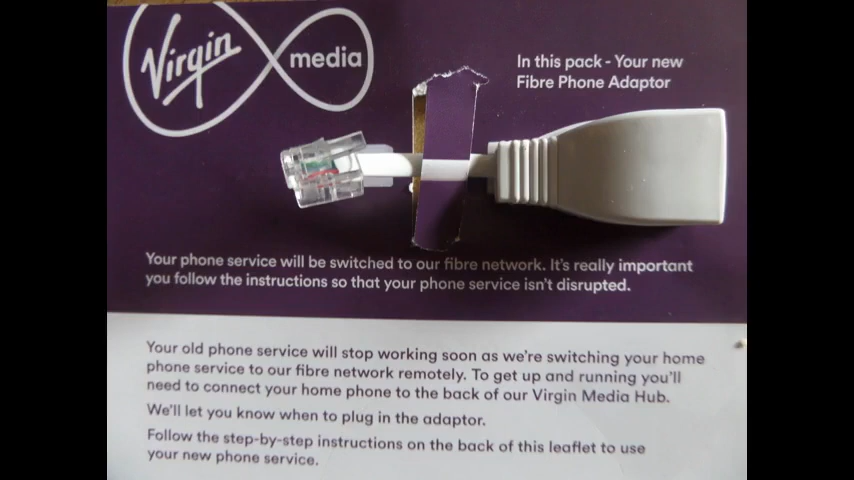 Virgin media
In this pack - Your new
Fibre Phone Adaptor
Your phone service will be switched to our fibre network. It's really important
you follow the instructions so that your phone service isn't disrupted.
Your old phone service will stop working soon as we're switching your home
phone service to our fibre network remotely. To get up and running you'll
need to connect your home phone to the back of our Virgin Media Hub.
We'll let you know when to plug in the adaptor.
Follow the step-by-step instructions on the back of this leaflet to use
your new phone service.